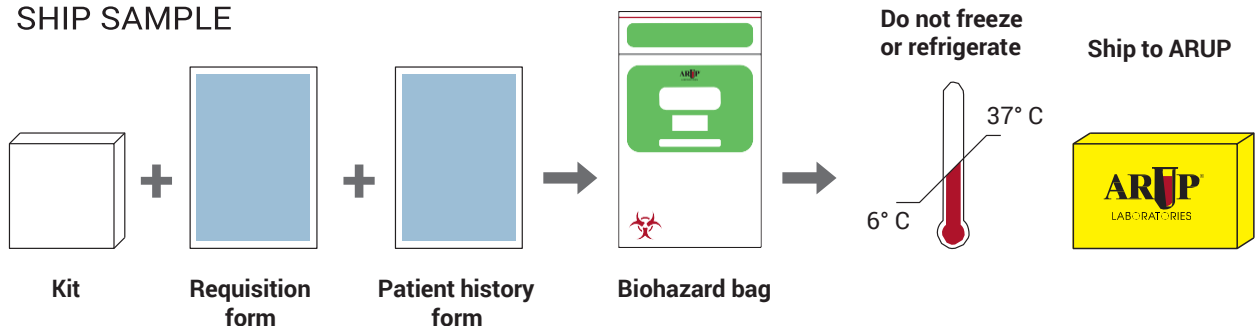 SHIP SAMPLE
Do not freeze
or refrigerate
Ship to ARUP
ARUP
37° C
6° C
ARUP®
LABORATORIES
Kit
Requisition
form
Patient history
form
Biohazard bag